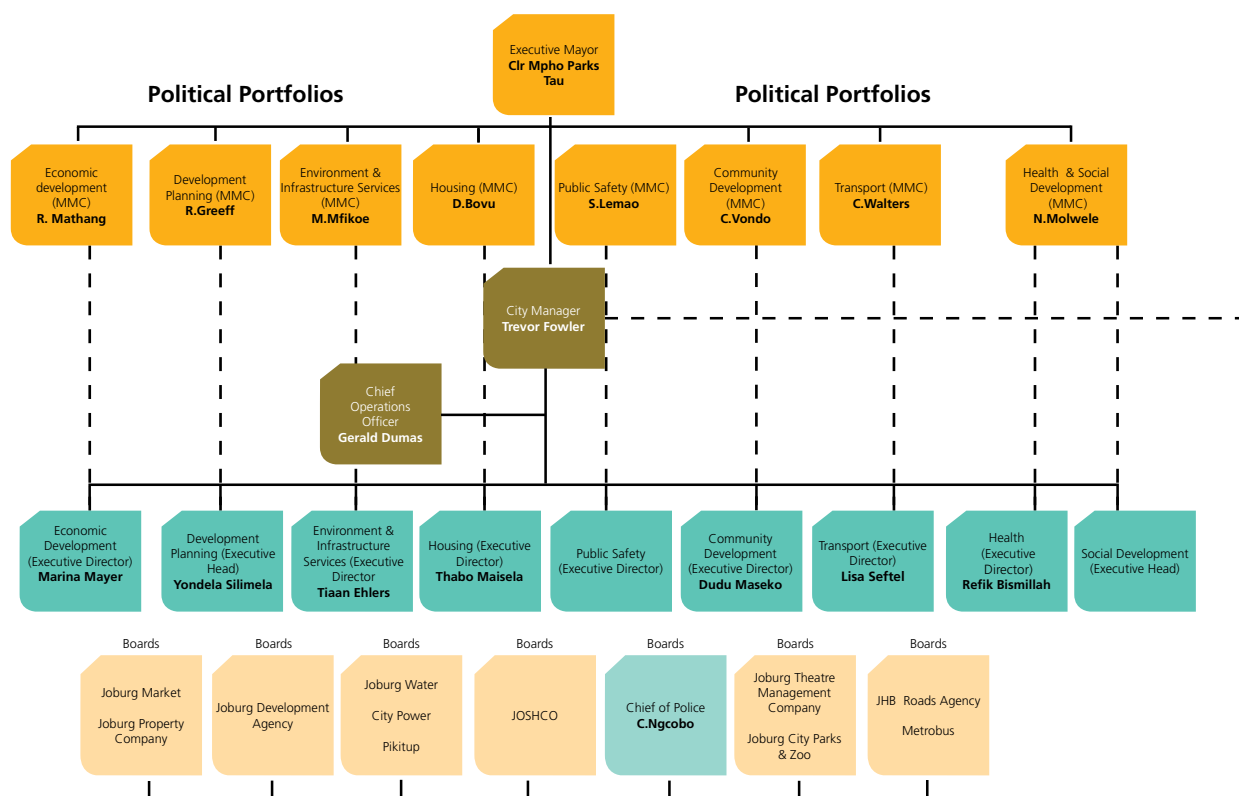 Executive Mayor
Clr Mpho Parks
Tau
Political Portfolios
Political Portfolios
Economic
development
(MMC)
R. Mathang
Development
Planning (MMC)
R.Greeff
Environment &
Infrastructure Services
(MMC)
M.Mfikoe
Housing (MMC)
D.Bovu
Public Safety (MMC)
S.Lemao
Community
Development
(MMC)
C.Vondo
Transport (MMC)
C.Walters
Health & Social
Development
(MMC)
N.Molwele
City Manager
Trevor Fowler
Chief
Operations
Officer
Gerald Dumas
Economic
Development
(Executive Director)
Marina Mayer
Development
Planning (Executive
Head)
Yondela Silimela
Environment &
Infrastructure
Services (Executive
Director
Tiaan Ehlers
Housing (Executive
Director)
Thabo Maisela
Public Safety
(Executive Director)
Community
Development
(Executive Director)
Dudu Maseko
Transport (Executive
Director)
Lisa Seftel
Health
(Executive
Director)
Refik Bismillah
Social Development
(Executive Head)
Boards
Joburg Market
Joburg Property
Company
Boards
Joburg Development
Agency
Boards
Joburg Water
City Power
Pikitup
Boards
JOSHCO
Boards
Chief of Police
C.Ngcobo
Boards
Joburg Theatre
Management
Company
Joburg City Parks
& Zoo
Boards
JHB Roads Agency
Metrobus